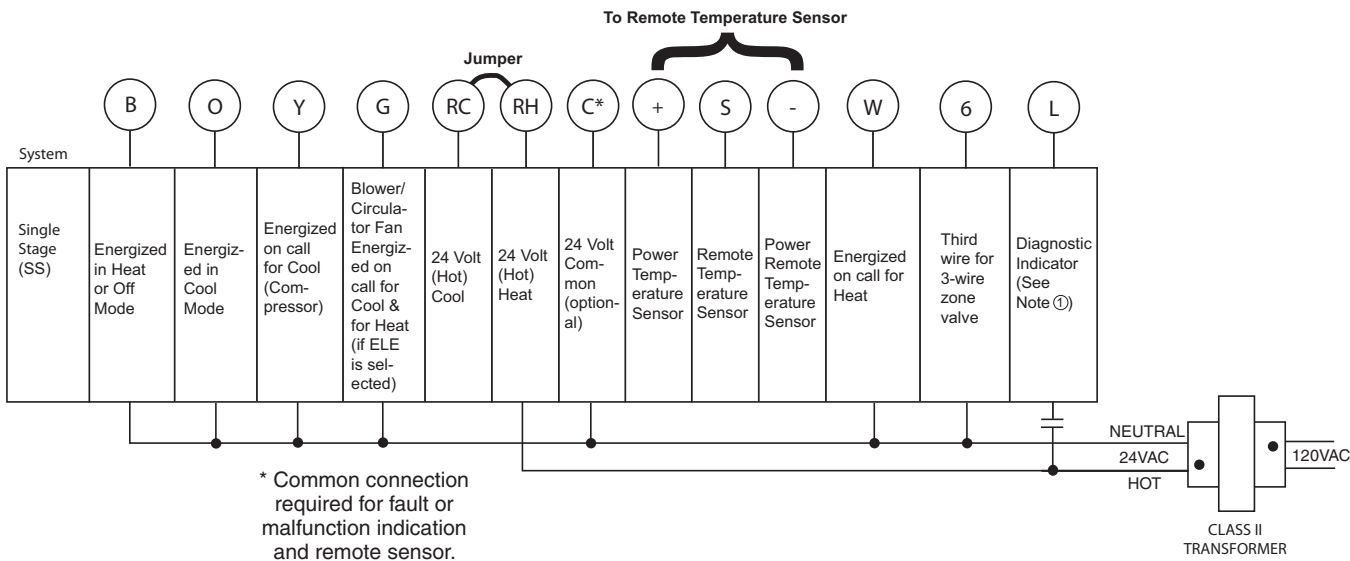 To Remote Temperature Sensor
Jumper
B O Y G RC RH C* + S - W 6 L
System
Single
Stage
(SS)
Energized
in Heat
or Off
Mode
Energiz-
ed in
Cool
Mode
Energized
on call
for Cool
(Com-
pressor)
Blower/
Circula-
tor Fan
Energiz-
ed on
call for
Cool &
for Heat
(if ELE
is sel-
ected)
24 Volt
(Hot)
Cool
24 Volt
(Hot)
Heat
24 Volt
Com-
mon
(option-
al)
Power
Temp-
erature
Sensor
Remote
Temp-
erature
Sensor
Power
Remote
Temp-
erature
Sensor
Energized
on call for
Heat
Third
wire for
3-wire
zone
valve
Diagnostic
Indicator
(See
Note ①)
NEUTRAL
24VAC
HOT
120VAC
CLASS II
TRANSFORMER
* Common connection
required for fault or
malfunction indication
and remote sensor.